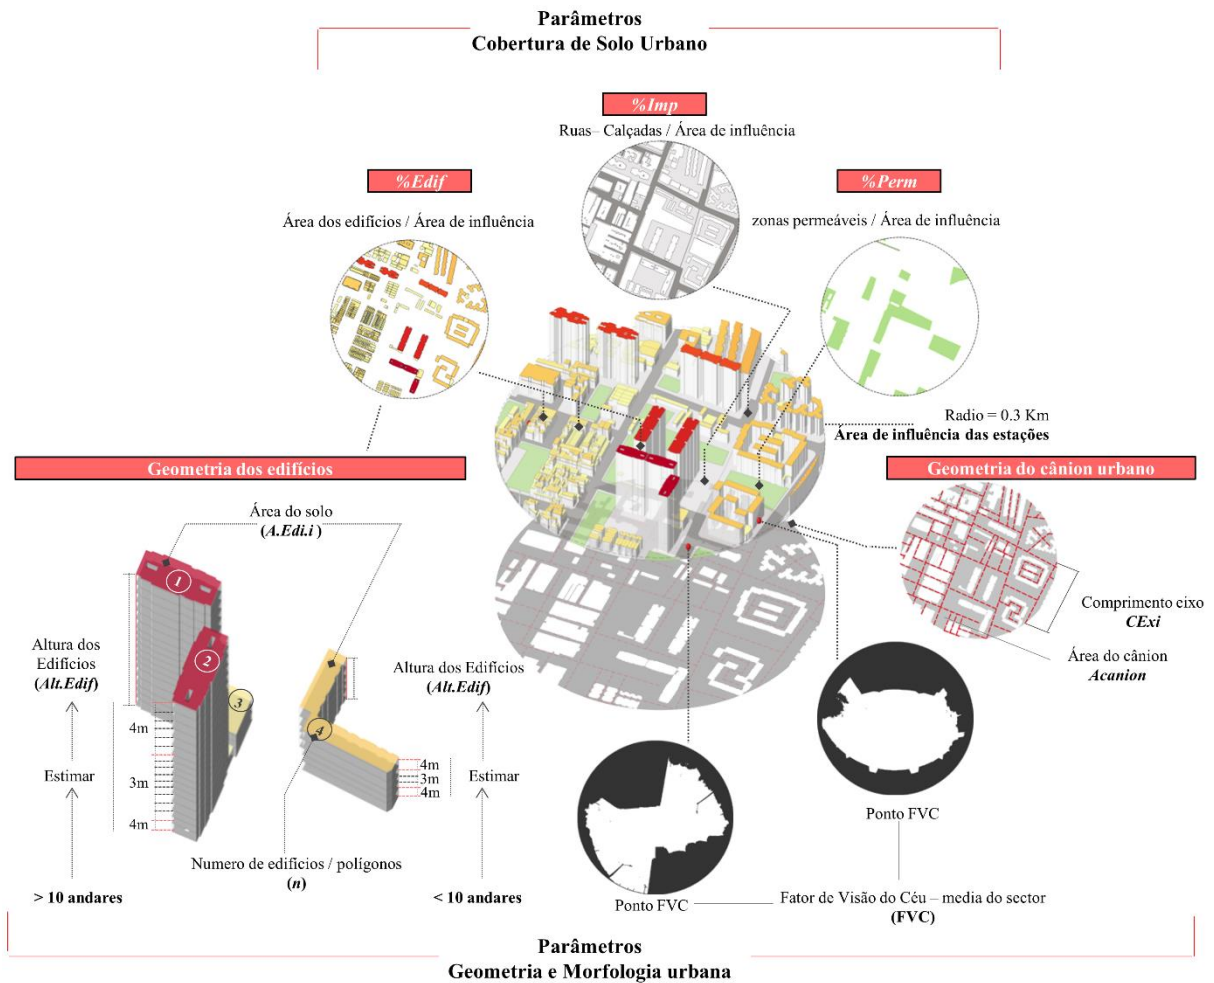 Parâmetros
Cobertura de Solo Urbano
%Imp
Ruas– Calçadas / Área de influência
%Edif
Área dos edifícios / Área de influência
%Perm
zonas permeáveis / Área de influência
Radio = 0.3 Km
Área de influência das estações
Geometria dos edifícios
Área do solo
(A.Edi.i )
1
2
3
4
Altura dos
Edifícios
(Alt.Edif)
4m
3m
4m
Estimar
> 10 andares
Altura dos Edifícios
(Alt.Edif)
4m
3m
4m
Estimar
< 10 andares
Numero de edifícios / polígonos
(n)
Geometria do cânion urbano
Comprimento eixo
CExi
Área do cânion
Acanion
Ponto FVC
Ponto FVC
Fator de Visão do Céu – media do sector
(FVC)
Parâmetros
Geometria e Morfologia urbana